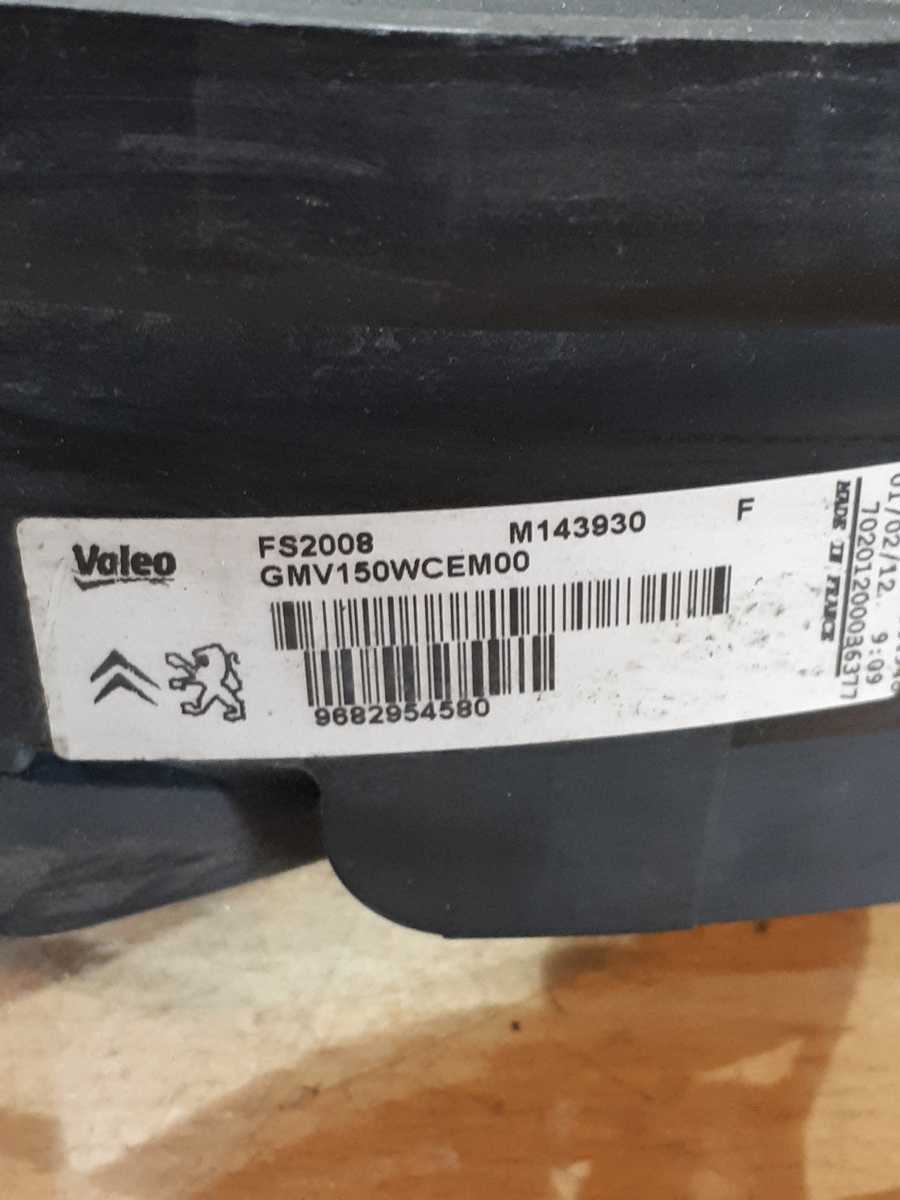 Valeo
FS2008 M143930 F
GMV150WCEM00
9682954580
MADE IN FRANCE
70201200036377
01/02/12 9:09